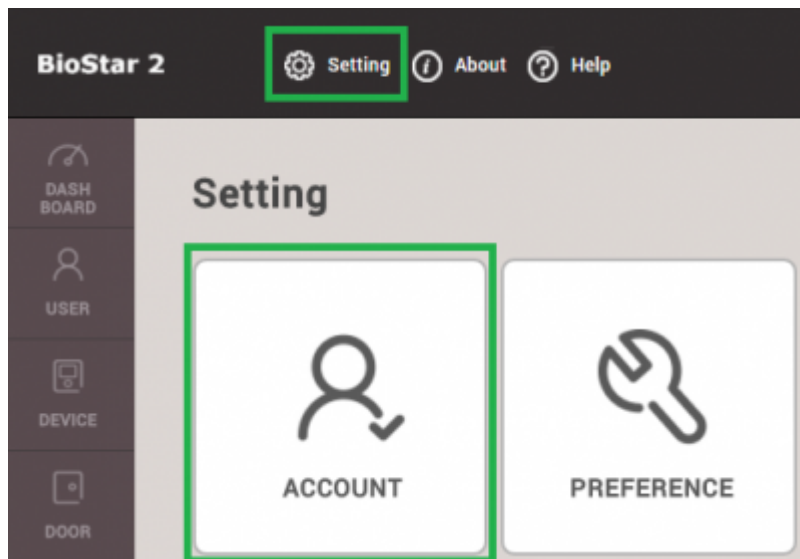 BioStar 2
Setting
About
Help
DASH
BOARD
USER
DEVICE
DOOR
Setting
ACCOUNT
PREFERENCE